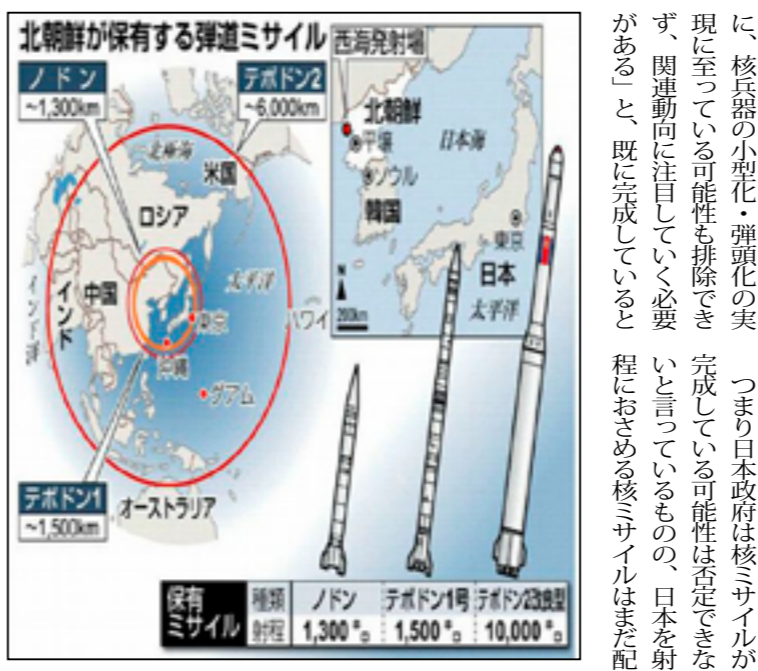 北朝鮮が保有する弾道ミサイル
ノドン
~1,300km
テポドン2
~6,000km
北極海
米国
ロシア
中国
インド
インド洋
太平洋
ハワイ
東京
沖縄
グアム
テポドン1
~1,500km
オーストラリア
西海発射場
北朝鮮
平壌
日本海
ソウル
韓国
東京
日本
太平洋
N
200km
保有ミサイル
種類 ノドン テポドン1号 テポドン2改良型
射程 1,300㌔ 1,500㌔ 10,000㌔
に、核兵器の小型化・弾頭化の実
現に至っている可能性も排除でき
ず、関連動向に注目していく必要
がある」と、既に完成していると
つまり日本政府は核ミサイルが
完成している可能性は否定できな
いと言っているものの、日本を射
程におさめる核ミサイルはまだ配